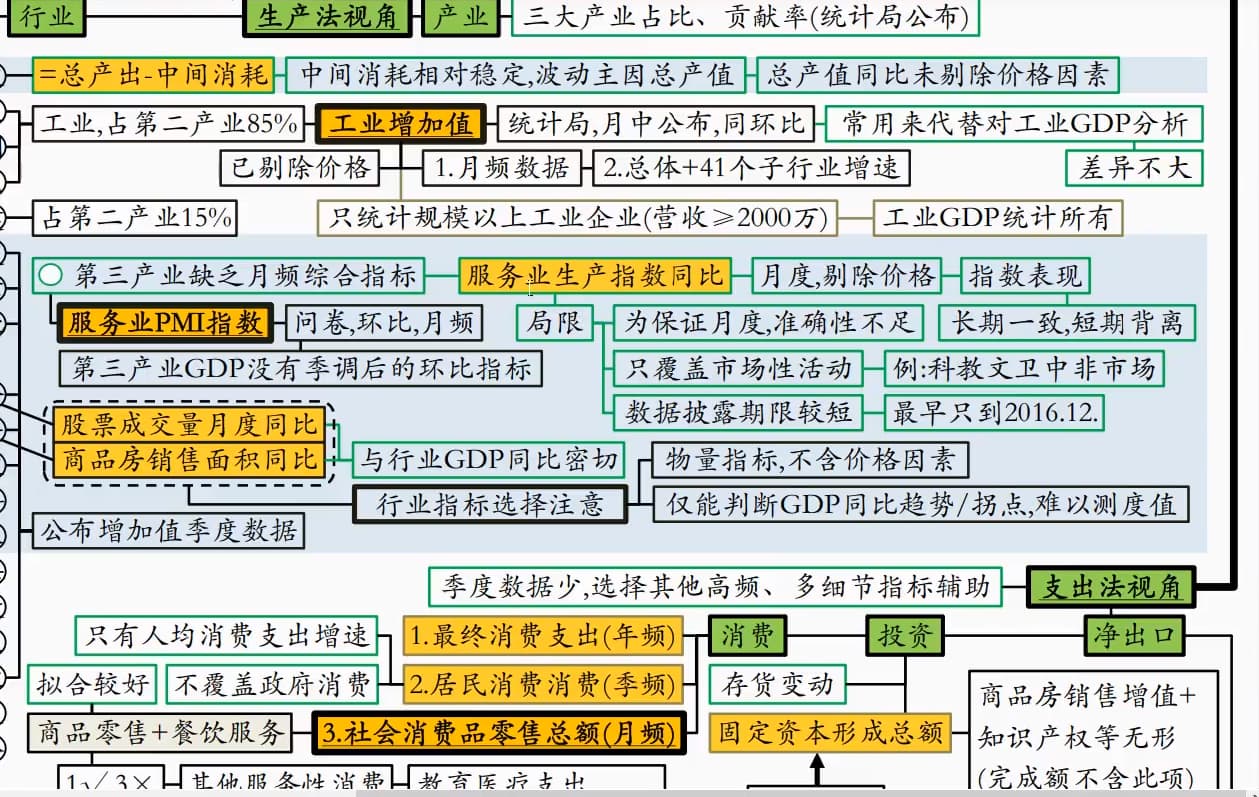 行业 生产法视角 产业 三大产业占比、贡献率(统计局公布)
=总产出-中间消耗 中间消耗相对稳定,波动主因总产值 总产值同比未剔除价格因素
工业,占第二产业85% 工业增加值 统计局,月中公布,同环比 常用来代替对工业GDP分析
已剔除价格 1.月频数据 2.总体+41个子行业增速 差异不大
占第二产业15% 只统计规模以上工业企业(营收≥2000万) 工业GDP统计所有
第三产业缺乏月频综合指标 服务业生产指数同比 月度,剔除价格 指数表现
服务业PMI指数 问卷,环比,月频 局限 为保证月度,准确性不足 长期一致,短期背离
第三产业GDP没有季调后的环比指标 只覆盖市场性活动 例:科教文卫中非市场
股票成交量月度同比 数据披露期限较短 最早只到2016.12.
商品房销售面积同比 与行业GDP同比密切 物量指标,不含价格因素
行业指标选择注意 仅能判断GDP同比趋势/拐点,难以测度值
公布增加值季度数据
季度数据少,选择其他高频、多细节指标辅助 支出法视角
只有人均消费支出增速 1.最终消费支出(年频) 消费 投资 净出口
拟合较好 不覆盖政府消费 2.居民消费消费(季频) 存货变动
商品零售+餐饮服务 3.社会消费品零售总额(月频) 固定资本形成总额
商品房销售增值+
知识产权等无形
(完成额不含此项)
1√ 3× 其他服务性消费 教育医疗支出